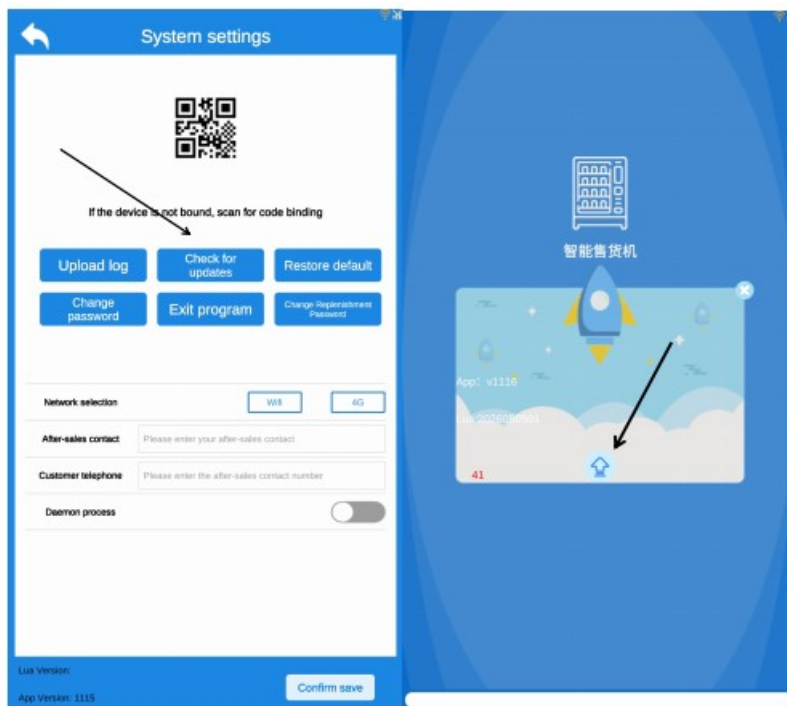 System settings
If the device is not bound, scan for code binding
Upload log
Check for
updates
Restore default
Change
password
Exit program
Change Replenishment
Password
Network selection
Wifi
4G
After-sales contact
Please enter your after-sales contact
Customer telephone
Please enter the after-sales contact number
Daemon process
Lua Version:
App Version: 1115
Confirm save
智能售货机
App: v1116
41